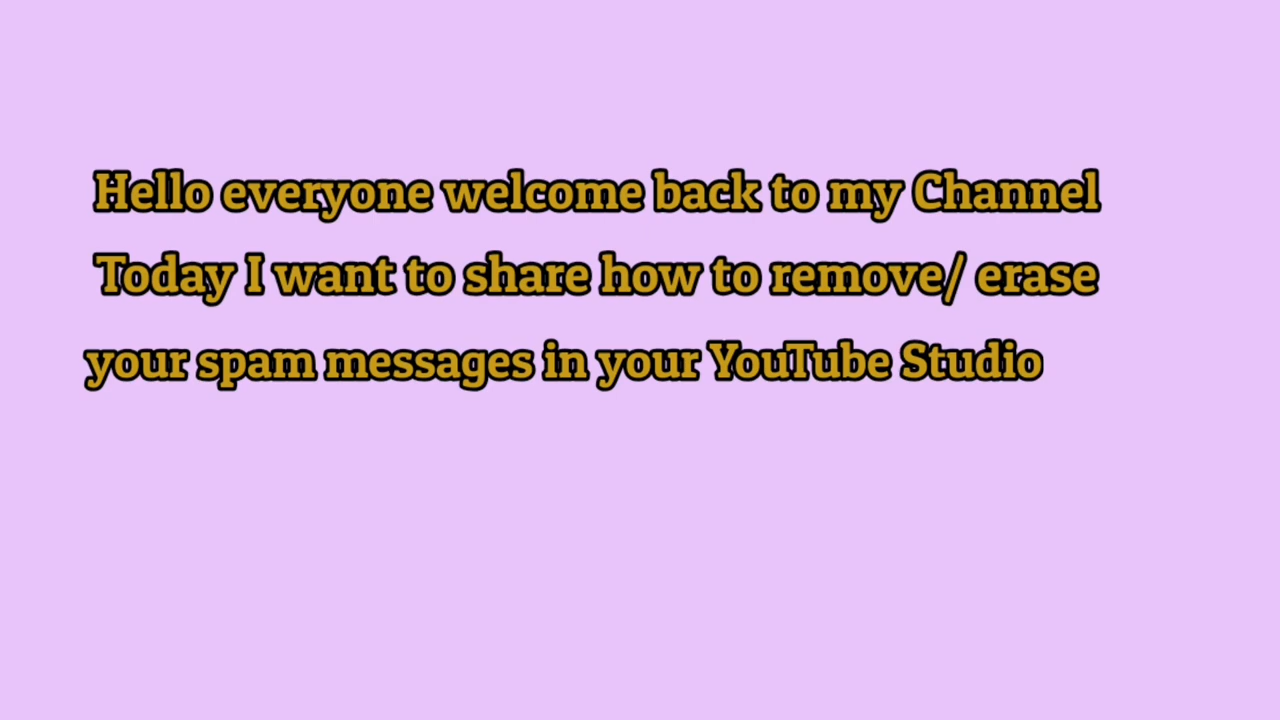 Hello everyone welcome back to my Channel
Today I want to share how to remove/ erase
your spam messages in your YouTube Studio